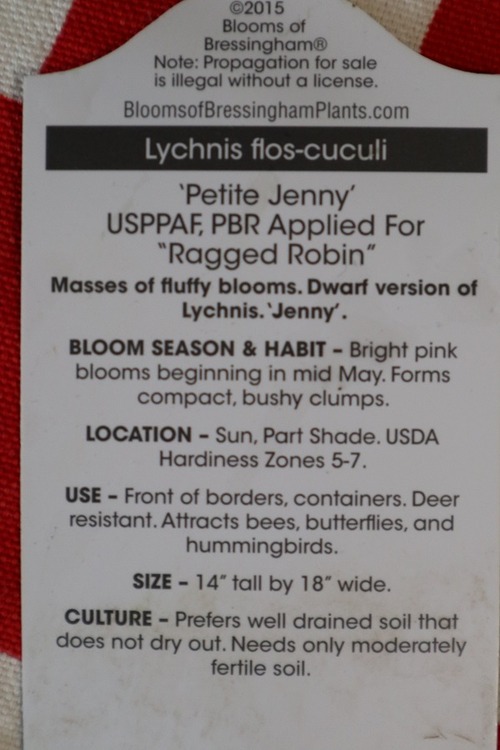 ©2015
Blooms of
Bressingham®
Note: Propagation for sale
is illegal without a license.
BloomsofBressinghamPlants.com
Lychnis flos-cuculi
‘Petite Jenny’
USPPAF, PBR Applied For
“Ragged Robin”
Masses of fluffy blooms. Dwarf version of
Lychnis. ‘Jenny’.
BLOOM SEASON & HABIT – Bright pink
blooms beginning in mid May. Forms
compact, bushy clumps.
LOCATION – Sun, Part Shade. USDA
Hardiness Zones 5-7.
USE – Front of borders, containers. Deer
resistant. Attracts bees, butterflies, and
hummingbirds.
SIZE – 14” tall by 18” wide.
CULTURE – Prefers well drained soil that
does not dry out. Needs only moderately
fertile soil.